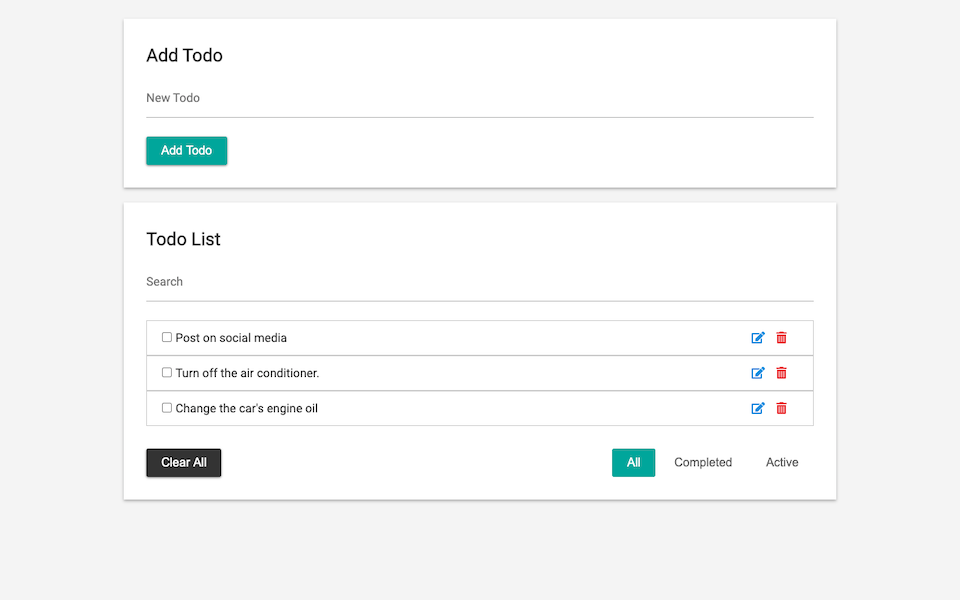 Add Todo
New Todo
Add Todo
Todo List
Search
Post on social media
Turn off the air conditioner.
Change the car's engine oil
Clear All
All
Completed
Active